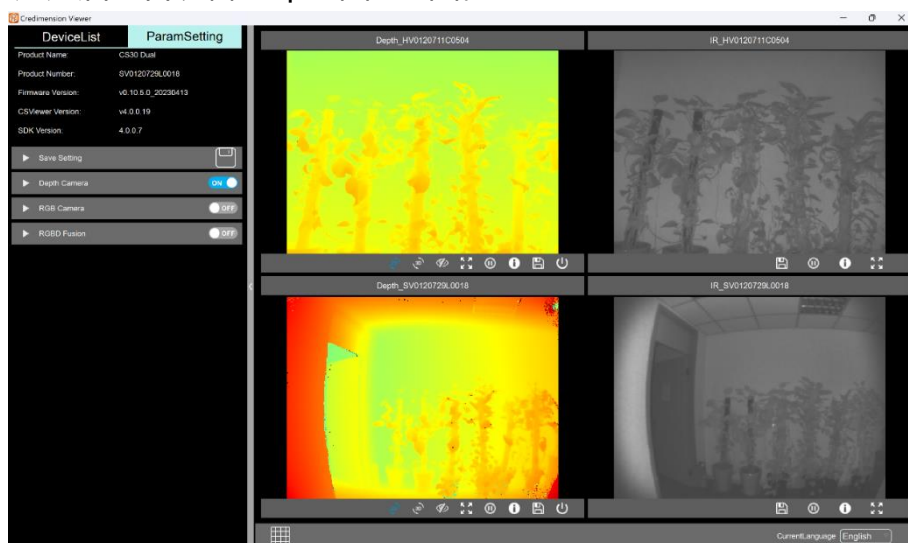 Credimension Viewer
DeviceList ParamSetting
Product Name: CS30 Dual
Product Number: SV0120729L0018
Firmware Version: v0.10.5.0_20230413
CSViewer Version: v4.0.0.19
SDK Version: 4.0.0.7
Save Setting
Depth Camera ON
RGB Camera OFF
RGBD Fusion OFF
Depth_HV0120711C0504 IR_HV0120711C0504
Depth_SV0120729L0018 IR_SV0120729L0018
CurrentLanguage English